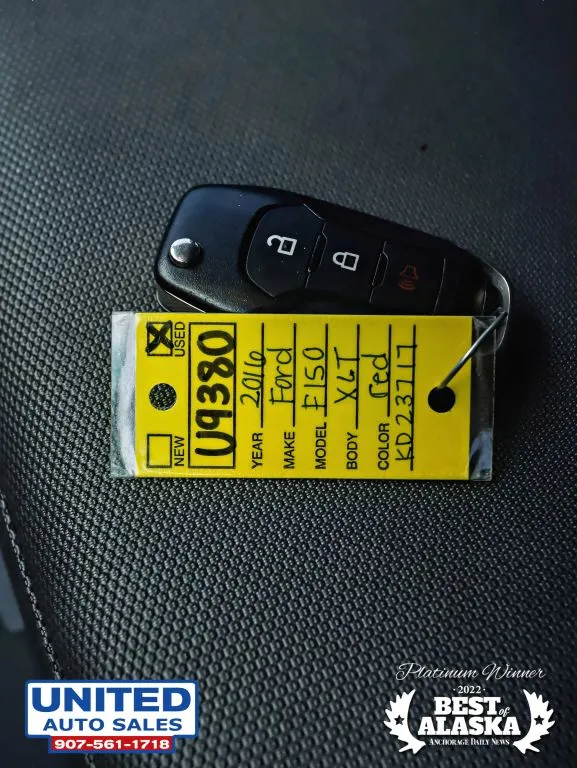 X USED
NEW
U9380
YEAR 2016
MAKE Ford
MODEL F150
BODY XLT
COLOR red
KD23717
UNITED
AUTO SALES
907-561-1718
Platinum Winner
·2022·
BEST of
ALASKA
ANCHORAGE DAILY NEWS